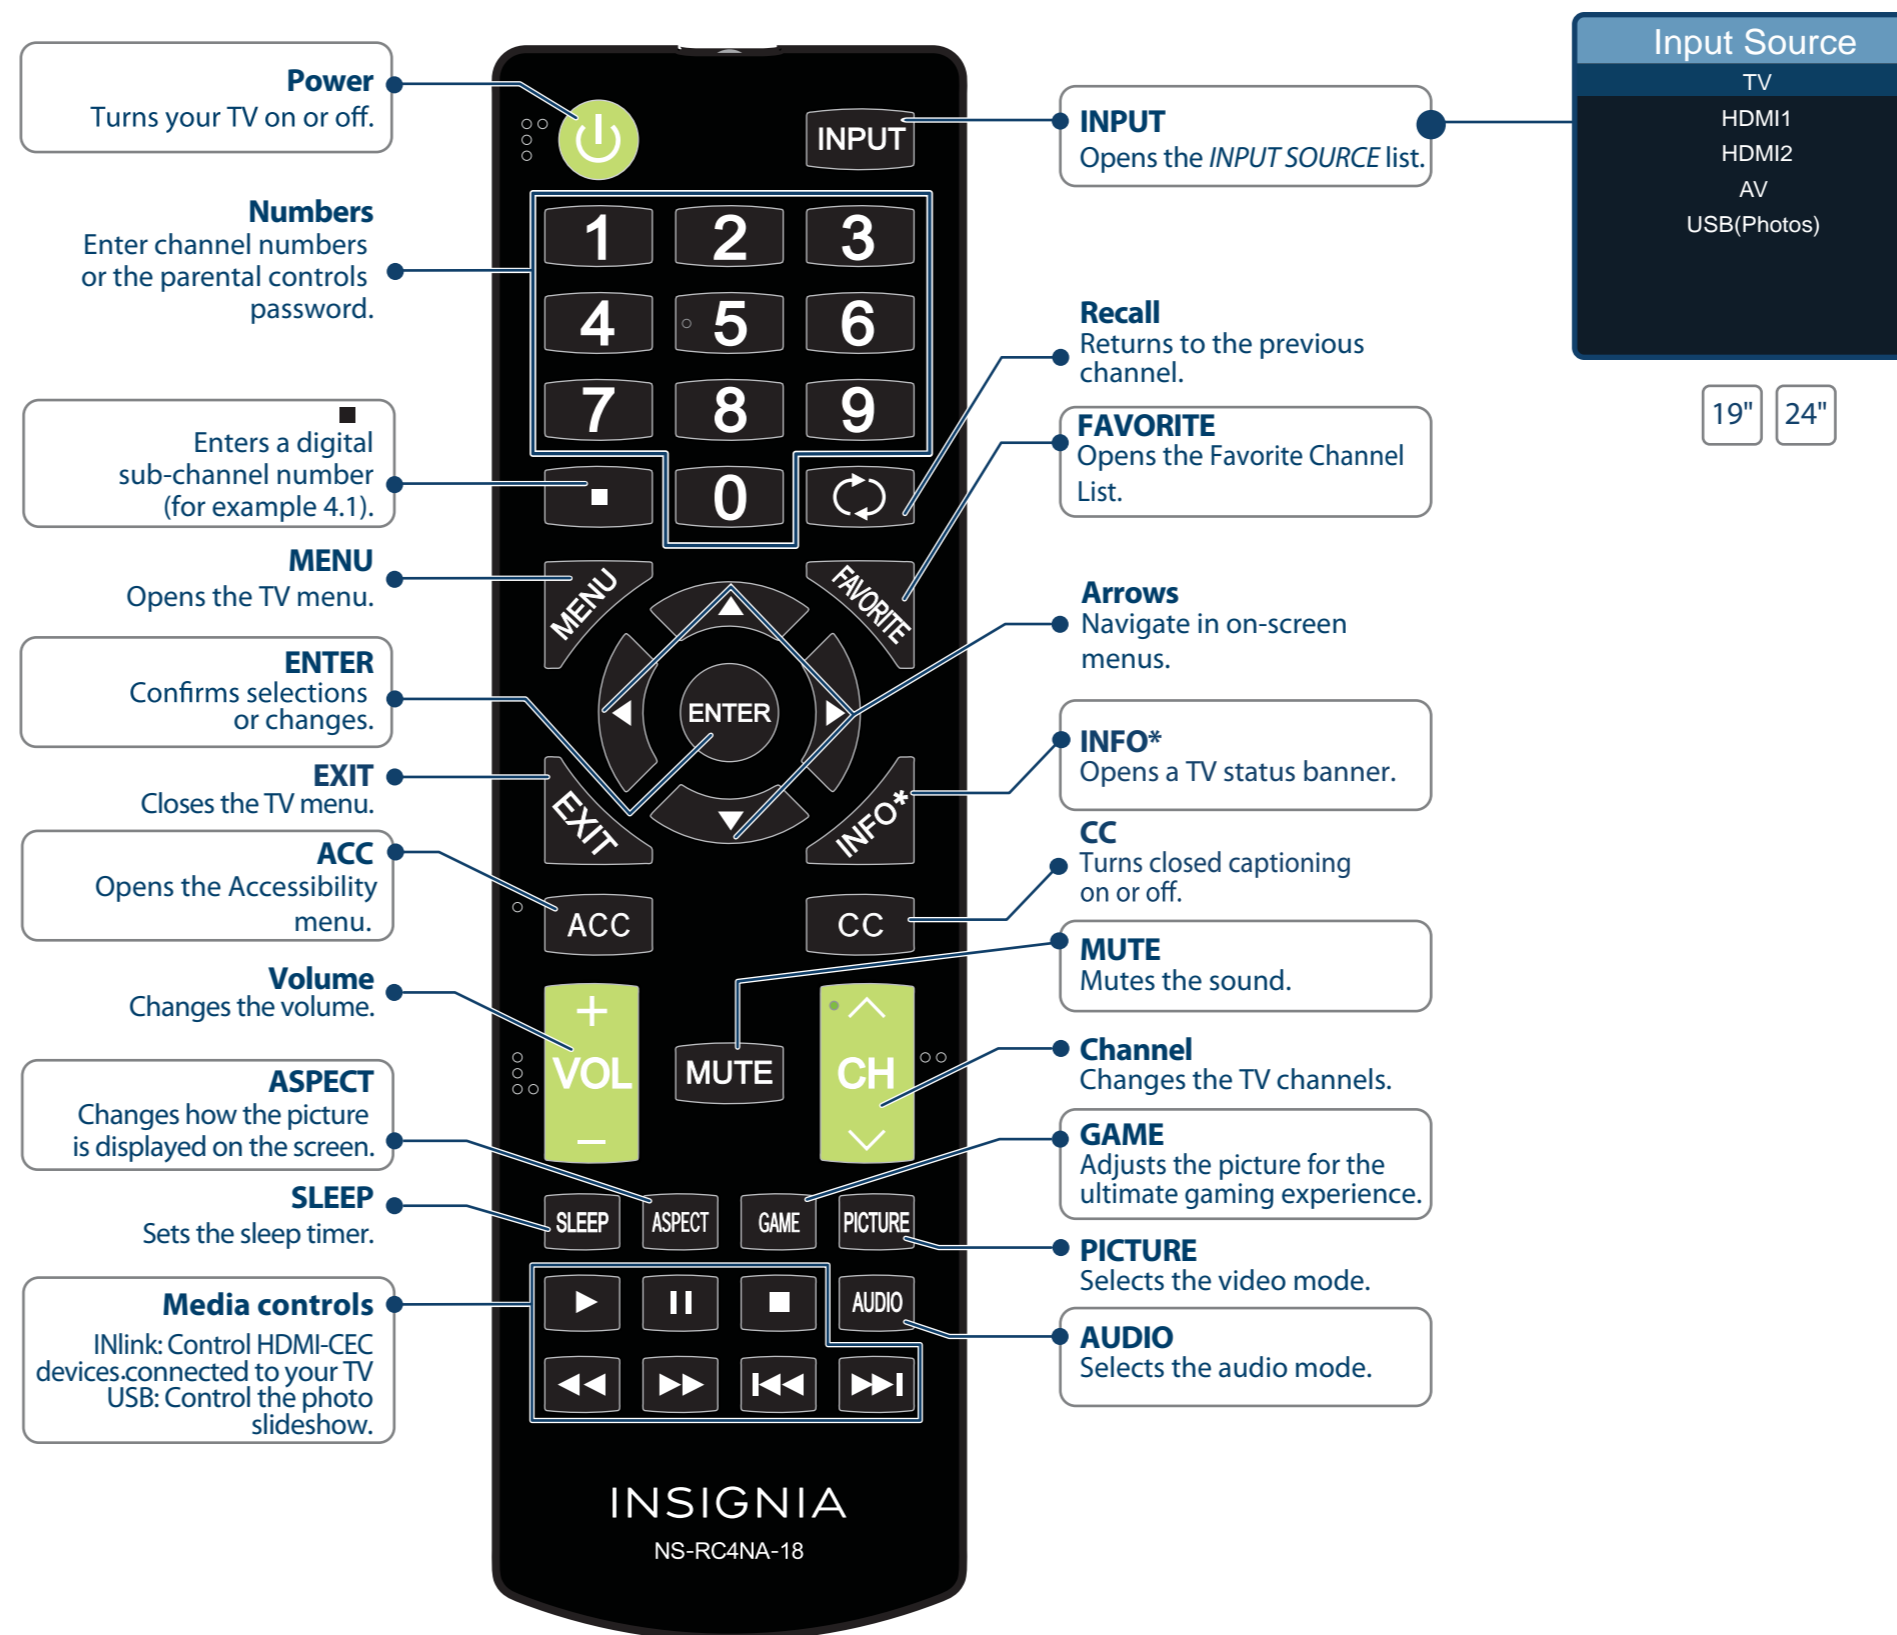 Power
Turns your TV on or off.
Numbers
Enter channel numbers
or the parental controls
password.
■
Enters a digital
sub-channel number
(for example 4.1).
MENU
Opens the TV menu.
ENTER
Confirms selections
or changes.
EXIT
Closes the TV menu.
ACC
Opens the Accessibility
menu.
Volume
Changes the volume.
ASPECT
Changes how the picture
is displayed on the screen.
SLEEP
Sets the sleep timer.
Media controls
INlink: Control HDMI-CEC
devices.connected to your TV
USB: Control the photo
slideshow.
INPUT
1 2 3
4 5 6
7 8 9
0
MENU
FAVORITE
ENTER
EXIT
INFO*
ACC
CC
+
VOL
–
MUTE
CH
SLEEP
ASPECT
GAME
PICTURE
AUDIO
INSIGNIA
NS-RC4NA-18
INPUT
Opens the INPUT SOURCE list.
Recall
Returns to the previous
channel.
FAVORITE
Opens the Favorite Channel
List.
Arrows
Navigate in on-screen
menus.
INFO*
Opens a TV status banner.
CC
Turns closed captioning
on or off.
MUTE
Mutes the sound.
Channel
Changes the TV channels.
GAME
Adjusts the picture for the
ultimate gaming experience.
PICTURE
Selects the video mode.
AUDIO
Selects the audio mode.
Input Source
TV
HDMI1
HDMI2
AV
USB(Photos)
19" 24"